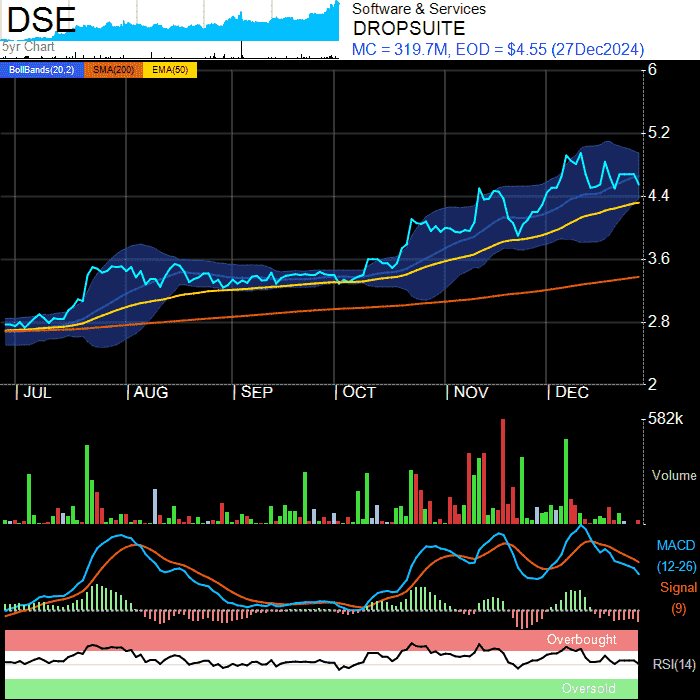 DSE
5yr Chart
Software & Services
DROPSUITE
MC = 319.7M, EOD = $4.55 (27Dec2024)
BollBands(20,2) SMA(200) EMA(50)
6
5.2
4.4
3.6
2.8
2
JUL AUG SEP OCT NOV DEC
582k
Volume
MACD
(12-26)
Signal
(9)
Overbought
RSI(14)
Oversold